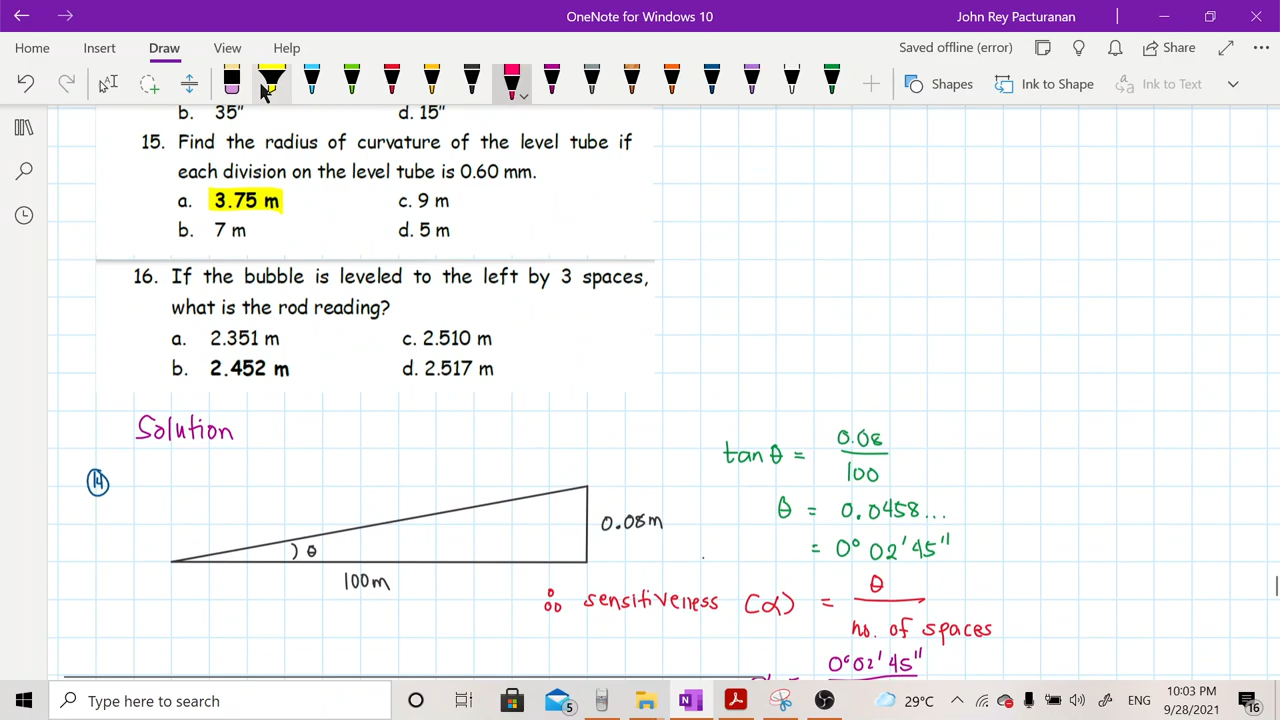 OneNote for Windows 10
John Rey Pacturanan
Home Insert Draw View Help
Saved offline (error)
Share
Shapes
Ink to Shape
Ink to Text
b. 35" d. 15"
15. Find the radius of curvature of the level tube if
each division on the level tube is 0.60 mm.
a. 3.75 m c. 9 m
b. 7 m d. 5 m
16. If the bubble is leveled to the left by 3 spaces,
what is the rod reading?
a. 2.351 m c. 2.510 m
b. 2.452 m d. 2.517 m
Solution
14
θ
100m
0.08m
tan θ = 0.08
100
θ = 0.0458...
= 0° 02' 45"
∴ sensitiveness (α) = θ
no. of spaces
0°02'45"
Type here to search
5
29°C
ENG
10:03 PM
9/28/2021
16